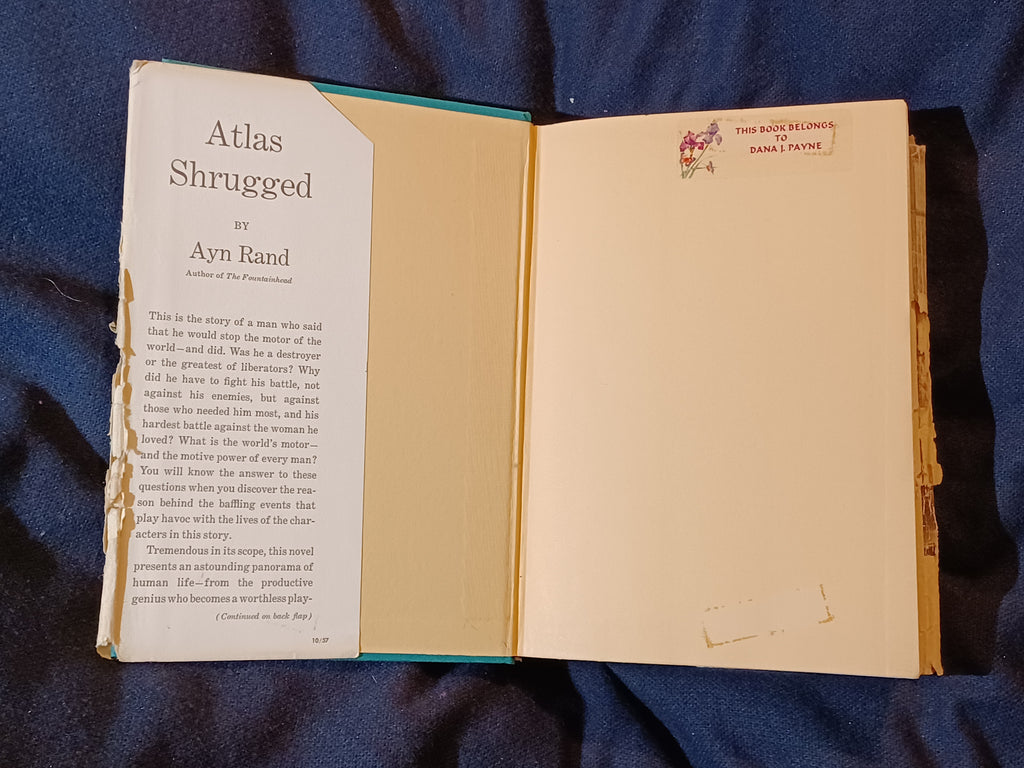 Atlas
Shrugged
BY
Ayn Rand
Author of The Fountainhead
This is the story of a man who said
that he would stop the motor of the
world—and did. Was he a destroyer
or the greatest of liberators? Why
did he have to fight his battle, not
against his enemies, but against
those who needed him most, and his
hardest battle against the woman he
loved? What is the world's motor—
and the motive power of every man?
You will know the answer to these
questions when you discover the rea-
son behind the baffling events that
play havoc with the lives of the char-
acters in this story.
Tremendous in its scope, this novel
presents an astounding panorama of
human life—from the productive
genius who becomes a worthless play-
(Continued on back flap)
10/57
THIS BOOK BELONGS
TO
DANA J. PAYNE